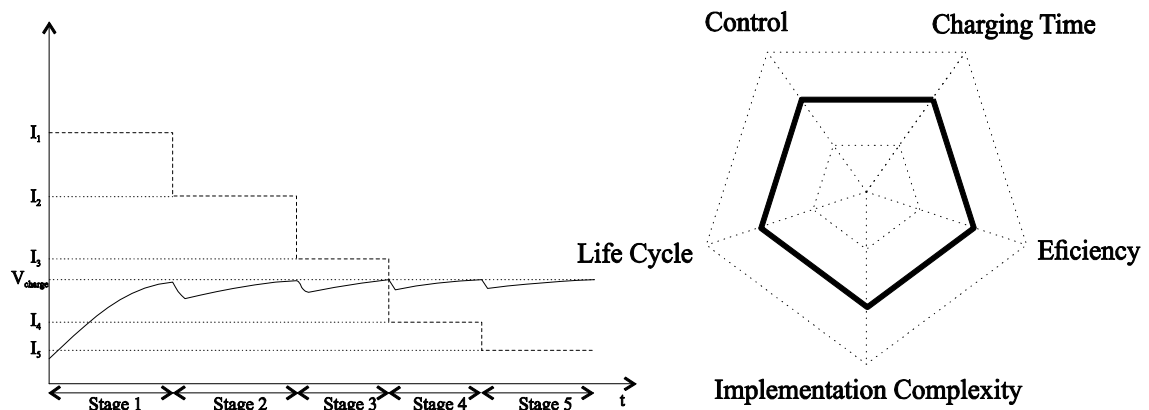 I1
I2
I3
Vcharge
I4
I5
Stage 1 Stage 2 Stage 3 Stage 4 Stage 5 t
Control Charging Time
Life Cycle Eficiency
Implementation Complexity